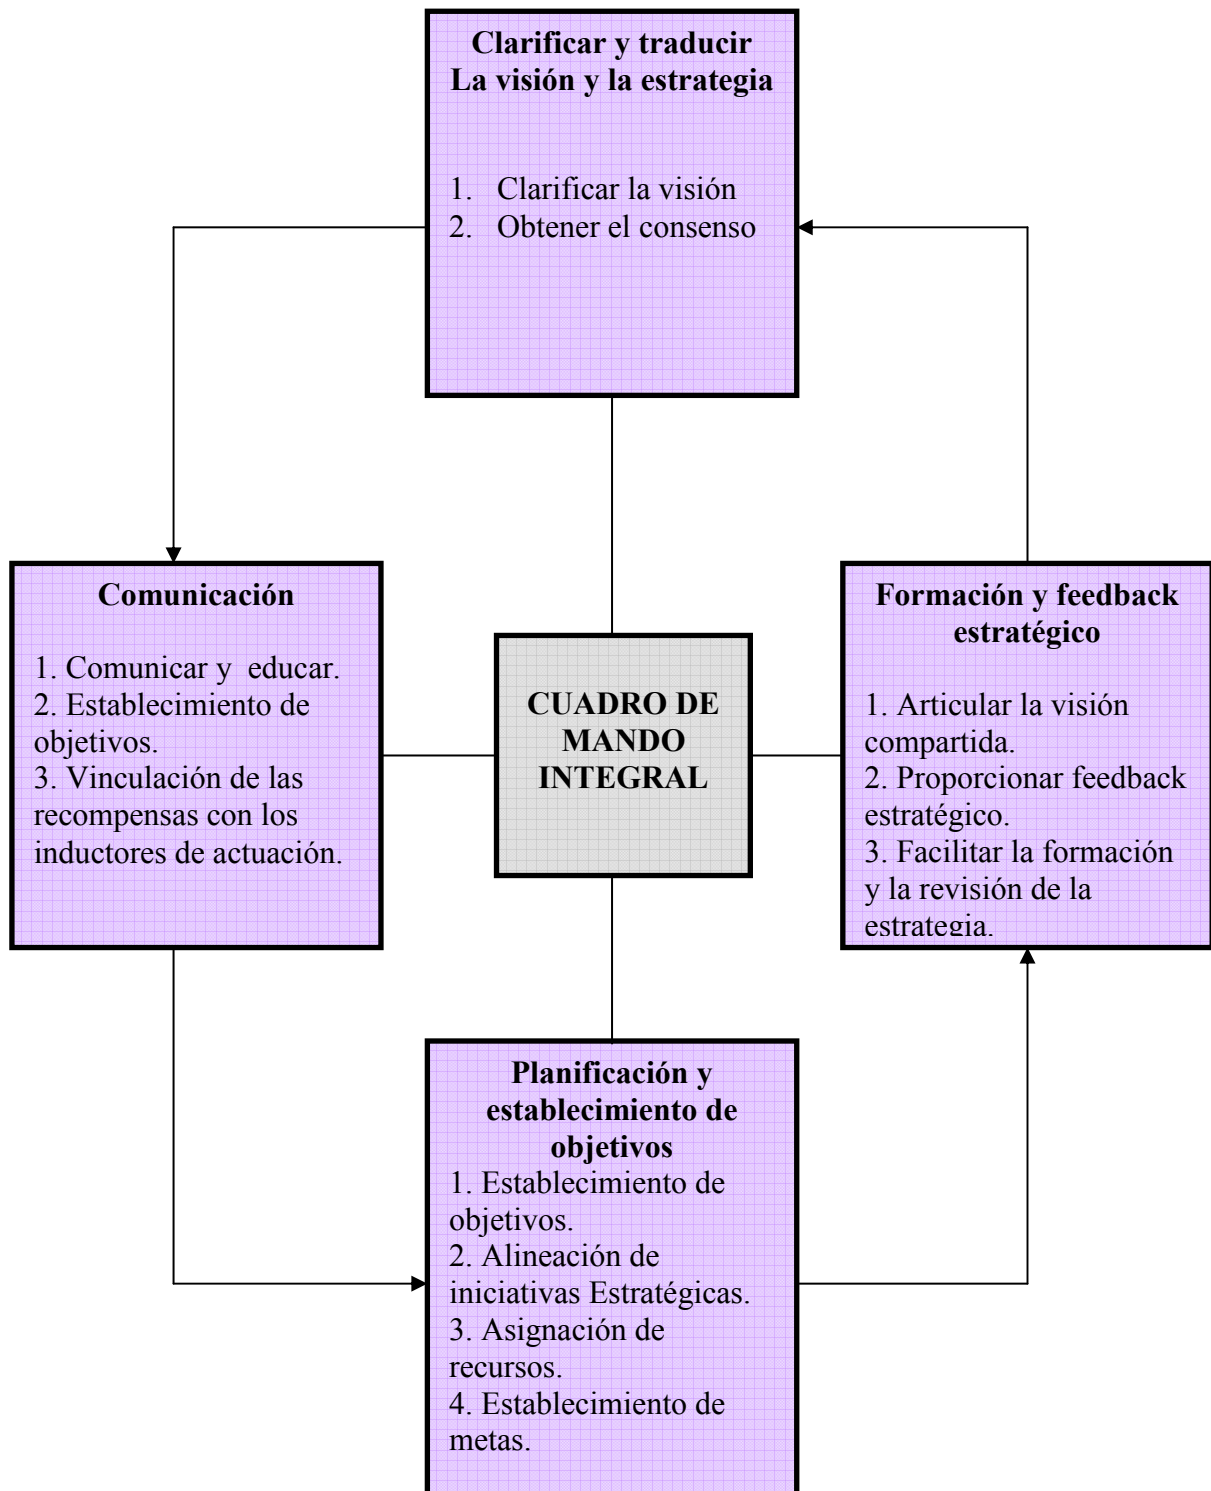 Clarificar y traducir
La visión y la estrategia
1. Clarificar la visión
2. Obtener el consenso
Comunicación
1. Comunicar y educar.
2. Establecimiento de
objetivos.
3. Vinculación de las
recompensas con los
inductores de actuación.
CUADRO DE
MANDO
INTEGRAL
Formación y feedback
estratégico
1. Articular la visión
compartida.
2. Proporcionar feedback
estratégico.
3. Facilitar la formación
y la revisión de la
estrategia.
Planificación y
establecimiento de
objetivos
1. Establecimiento de
objetivos.
2. Alineación de
iniciativas Estratégicas.
3. Asignación de
recursos.
4. Establecimiento de
metas.